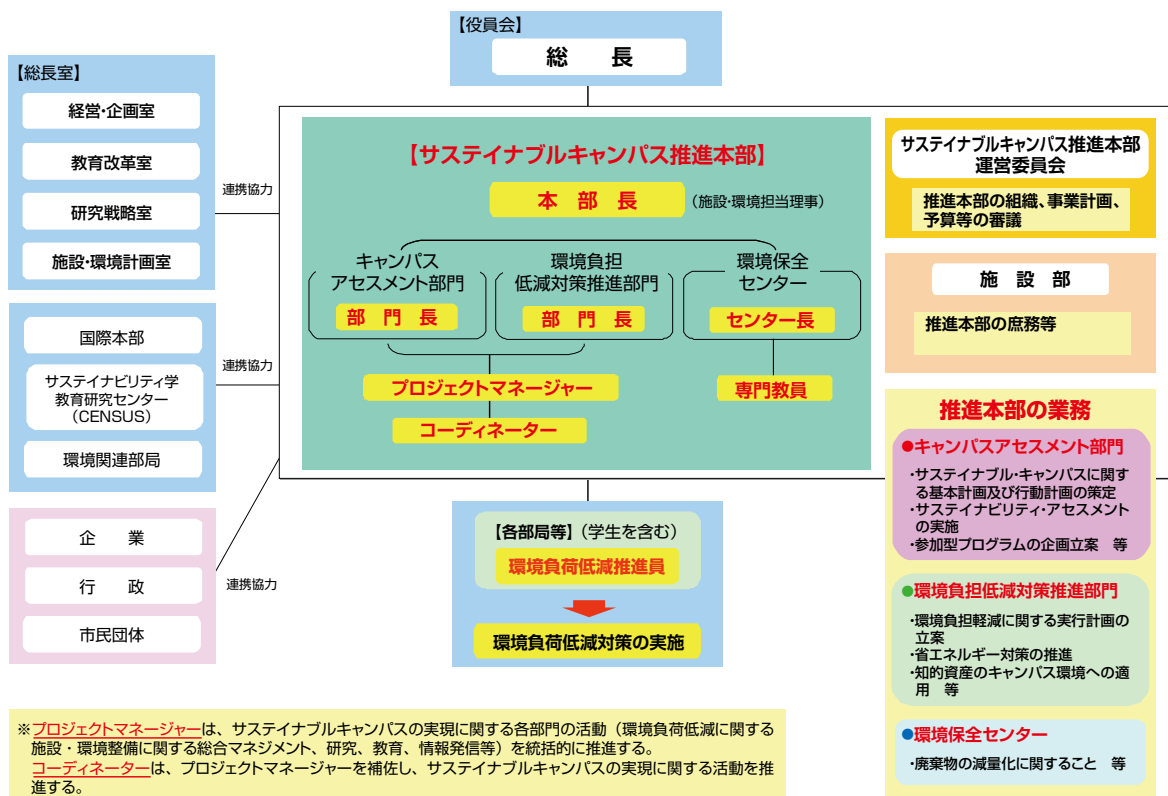 【役員会】
総　長
【総長室】
経営・企画室
教育改革室
研究戦略室
施設・環境計画室
連携協力
国際本部
サステイナビリティ学
教育研究センター
（CENSUS）
環境関連部局
連携協力
企　業
行　政
市民団体
連携協力
【サステイナブルキャンパス推進本部】
本　部　長
（施設・環境担当理事）
キャンパス
アセスメント部門
部　門　長
環境負担
低減対策推進部門
部　門　長
環境保全
センター
センター長
プロジェクトマネージャー
コーディネーター
専門教員
【各部局等】（学生を含む）
環境負荷低減推進員
環境負荷低減対策の実施
サステイナブルキャンパス推進本部
運営委員会
推進本部の組織、事業計画、
予算等の審議
施　設　部
推進本部の庶務等
推進本部の業務
●キャンパスアセスメント部門
・サステイナブル・キャンパスに関す
る基本計画及び行動計画の策定
・サステイナビリティ・アセスメント
の実施
・参加型プログラムの企画立案　等
●環境負担低減対策推進部門
・環境負担軽減に関する実行計画の
立案
・省エネルギー対策の推進
・知的資産のキャンパス環境への適
用　等
●環境保全センター
・廃棄物の減量化に関すること　等
※プロジェクトマネージャーは、サステイナブルキャンパスの実現に関する各部門の活動（環境負荷低減に関する
施設・環境整備に関する総合マネジメント、研究、教育、情報発信等）を統括的に推進する。
コーディネーターは、プロジェクトマネージャーを補佐し、サステイナブルキャンパスの実現に関する活動を推
進する。